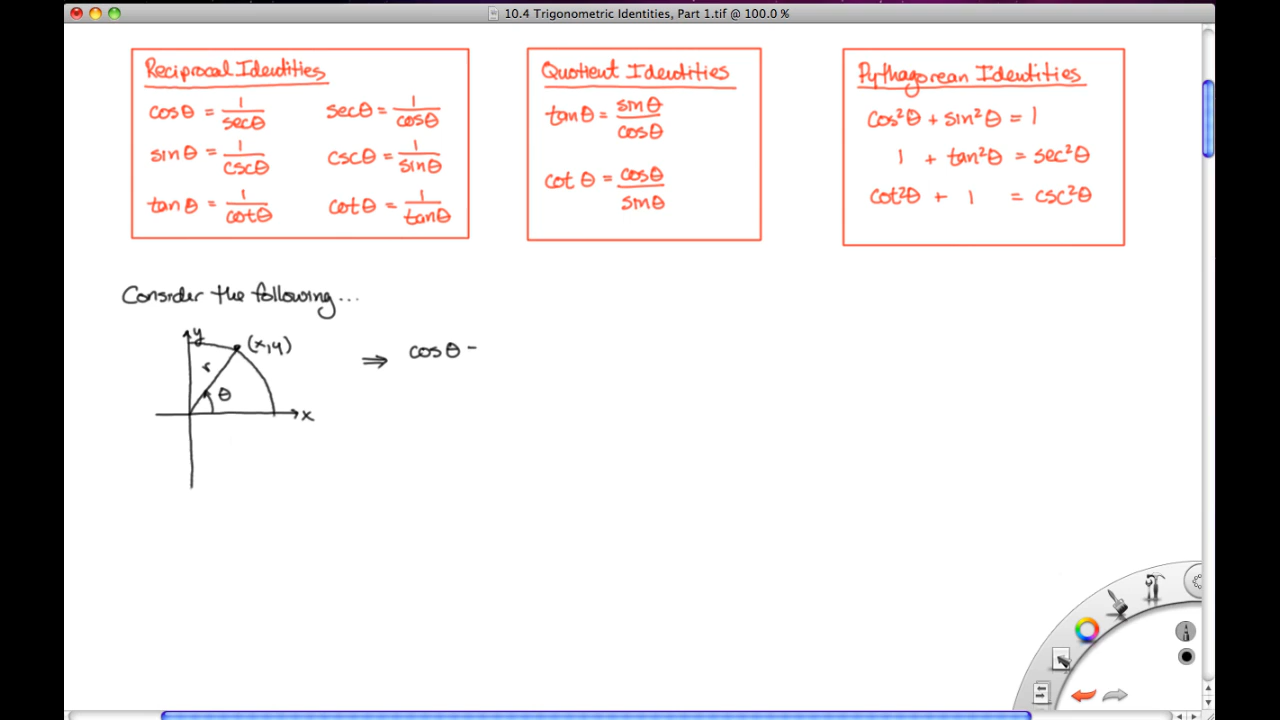 10.4 Trigonometric Identities, Part 1.tif @ 100.0 %
Reciprocal Identities
cosθ = 1/secθ secθ = 1/cosθ
sinθ = 1/cscθ cscθ = 1/sinθ
tanθ = 1/cotθ cotθ = 1/tanθ
Quotient Identities
tanθ = sinθ/cosθ
cotθ = cosθ/sinθ
Pythagorean Identities
cos²θ + sin²θ = 1
1 + tan²θ = sec²θ
cot²θ + 1 = csc²θ
Consider the following...
y
(x,y)
r
θ
x
⇒ cosθ -